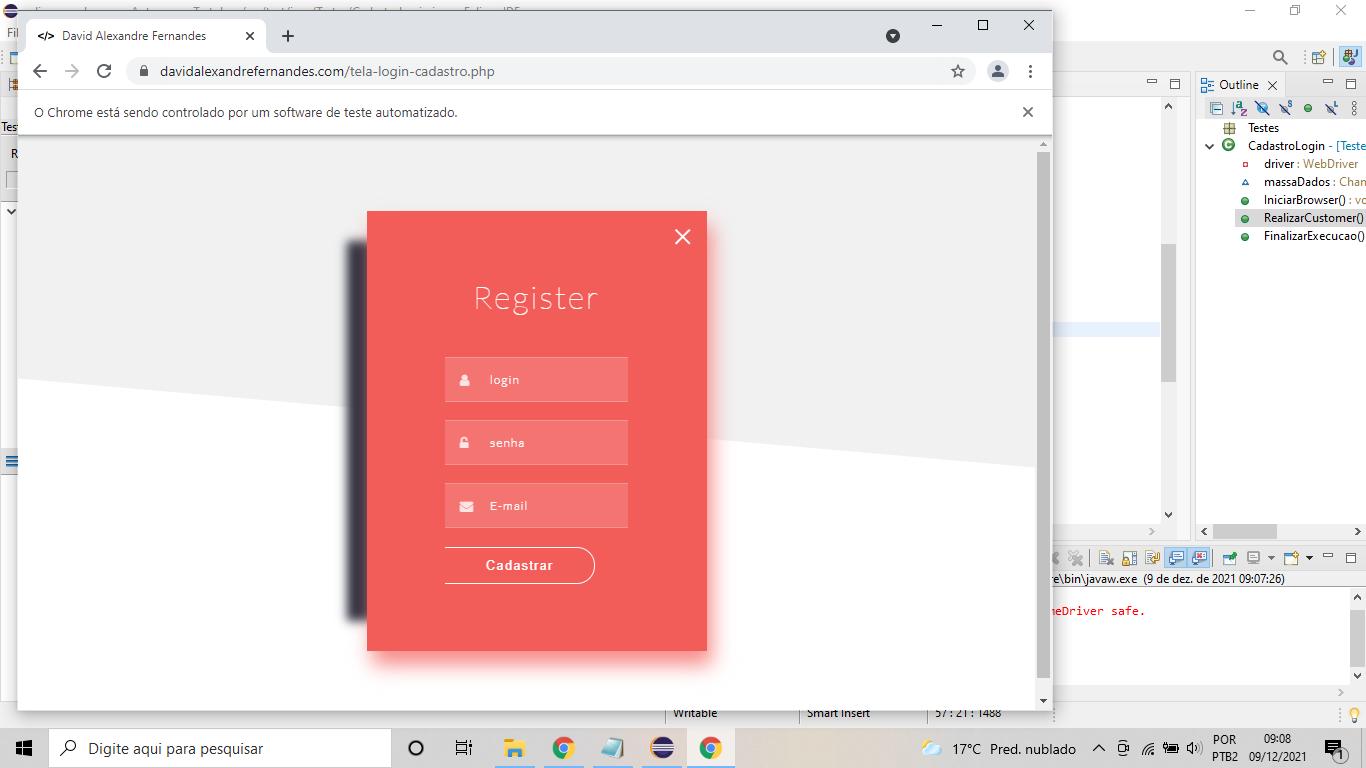 David Alexandre Fernandes
davidalexandrefernandes.com/tela-login-cadastro.php
O Chrome está sendo controlado por um software de teste automatizado.
Register
login
senha
E-mail
Cadastrar
Outline
Testes
CadastroLogin - [Teste
driver : WebDriver
massaDados : Chan
IniciarBrowser() : vo
RealizarCustomer()
FinalizarExecucao()
re\bin\javaw.exe (9 de dez. de 2021 09:07:26)
meDriver safe.
Writable
Smart Insert
57 : 21 : 1488
Digite aqui para pesquisar
17°C Pred. nublado
POR
PTB2
09:08
09/12/2021
1